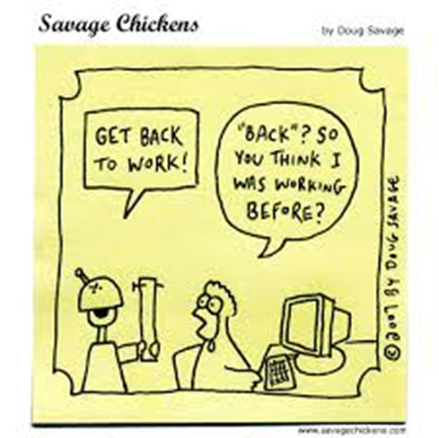 Savage Chickens
by Doug Savage
GET BACK
TO WORK!
"BACK"? SO
YOU THINK I
WAS WORKING
BEFORE?
©2007 BY DOUG SAVAGE
www.savagechickens.com